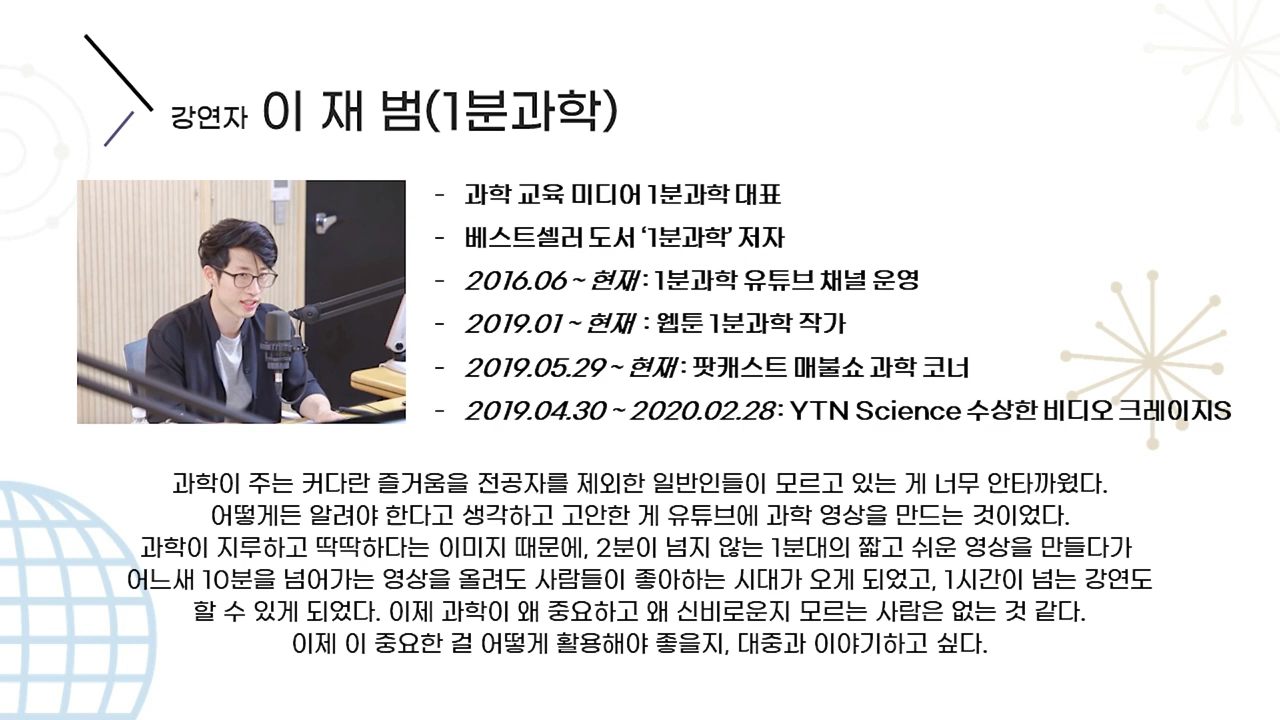 강연자 이 재 범(1분과학)
- 과학 교육 미디어 1분과학 대표
- 베스트셀러 도서 ‘1분과학’ 저자
- 2016.06 ~ 현재 : 1분과학 유튜브 채널 운영
- 2019.01 ~ 현재 : 웹툰 1분과학 작가
- 2019.05.29 ~ 현재 : 팟캐스트 매불쇼 과학 코너
- 2019.04.30 ~ 2020.02.28 : YTN Science 수상한 비디오 크레이지S
과학이 주는 커다란 즐거움을 전공자를 제외한 일반인들이 모르고 있는 게 너무 안타까웠다.
어떻게든 알려야 한다고 생각하고 고안한 게 유튜브에 과학 영상을 만드는 것이었다.
과학이 지루하고 딱딱하다는 이미지 때문에, 2분이 넘지 않는 1분대의 짧고 쉬운 영상을 만들다가
어느새 10분을 넘어가는 영상을 올려도 사람들이 좋아하는 시대가 오게 되었고, 1시간이 넘는 강연도
할 수 있게 되었다. 이제 과학이 왜 중요하고 왜 신비로운지 모르는 사람은 없는 것 같다.
이제 이 중요한 걸 어떻게 활용해야 좋을지, 대중과 이야기하고 싶다.